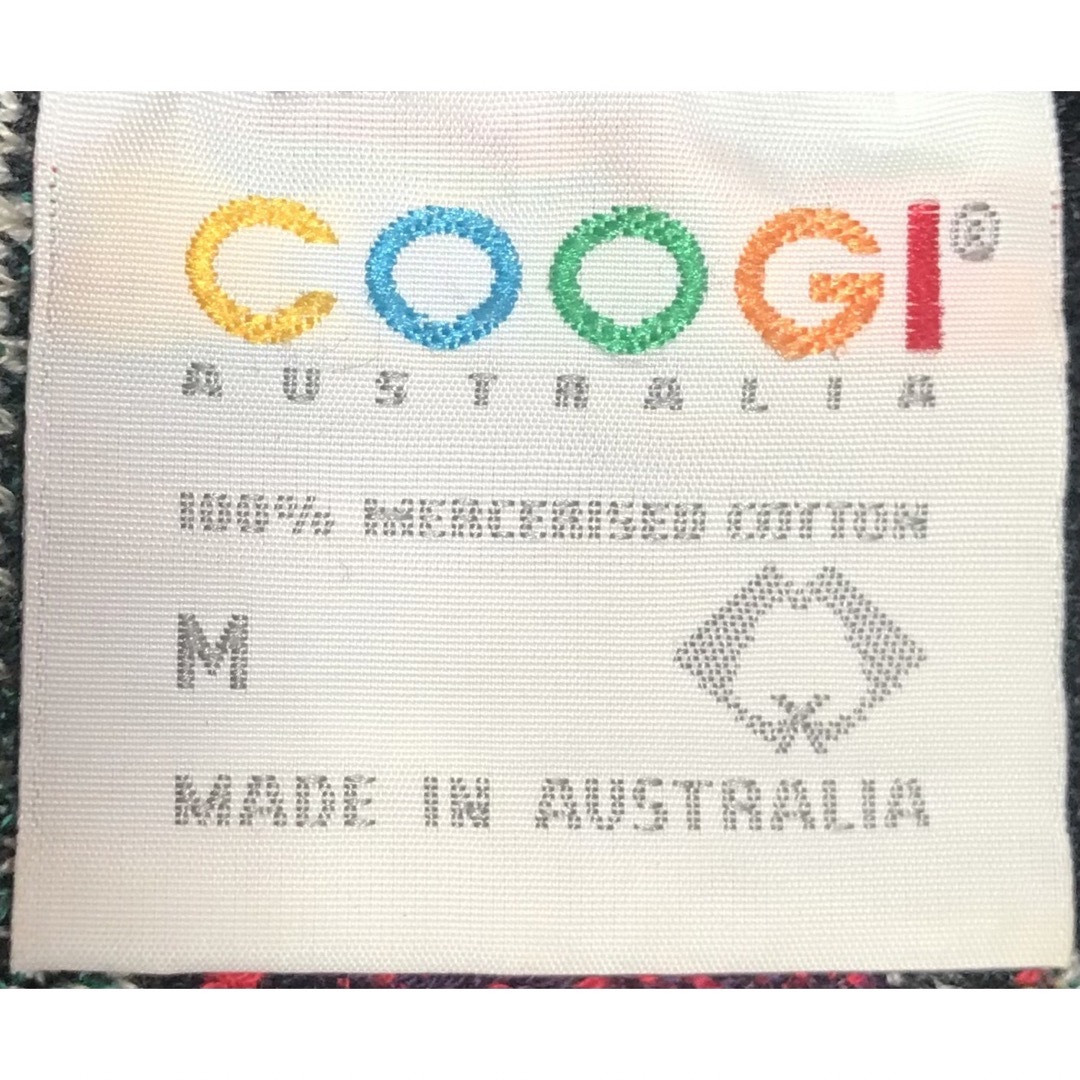 COOGI®
AUSTRALIA
100% MERCERISED COTTON
M
MADE IN AUSTRALIA